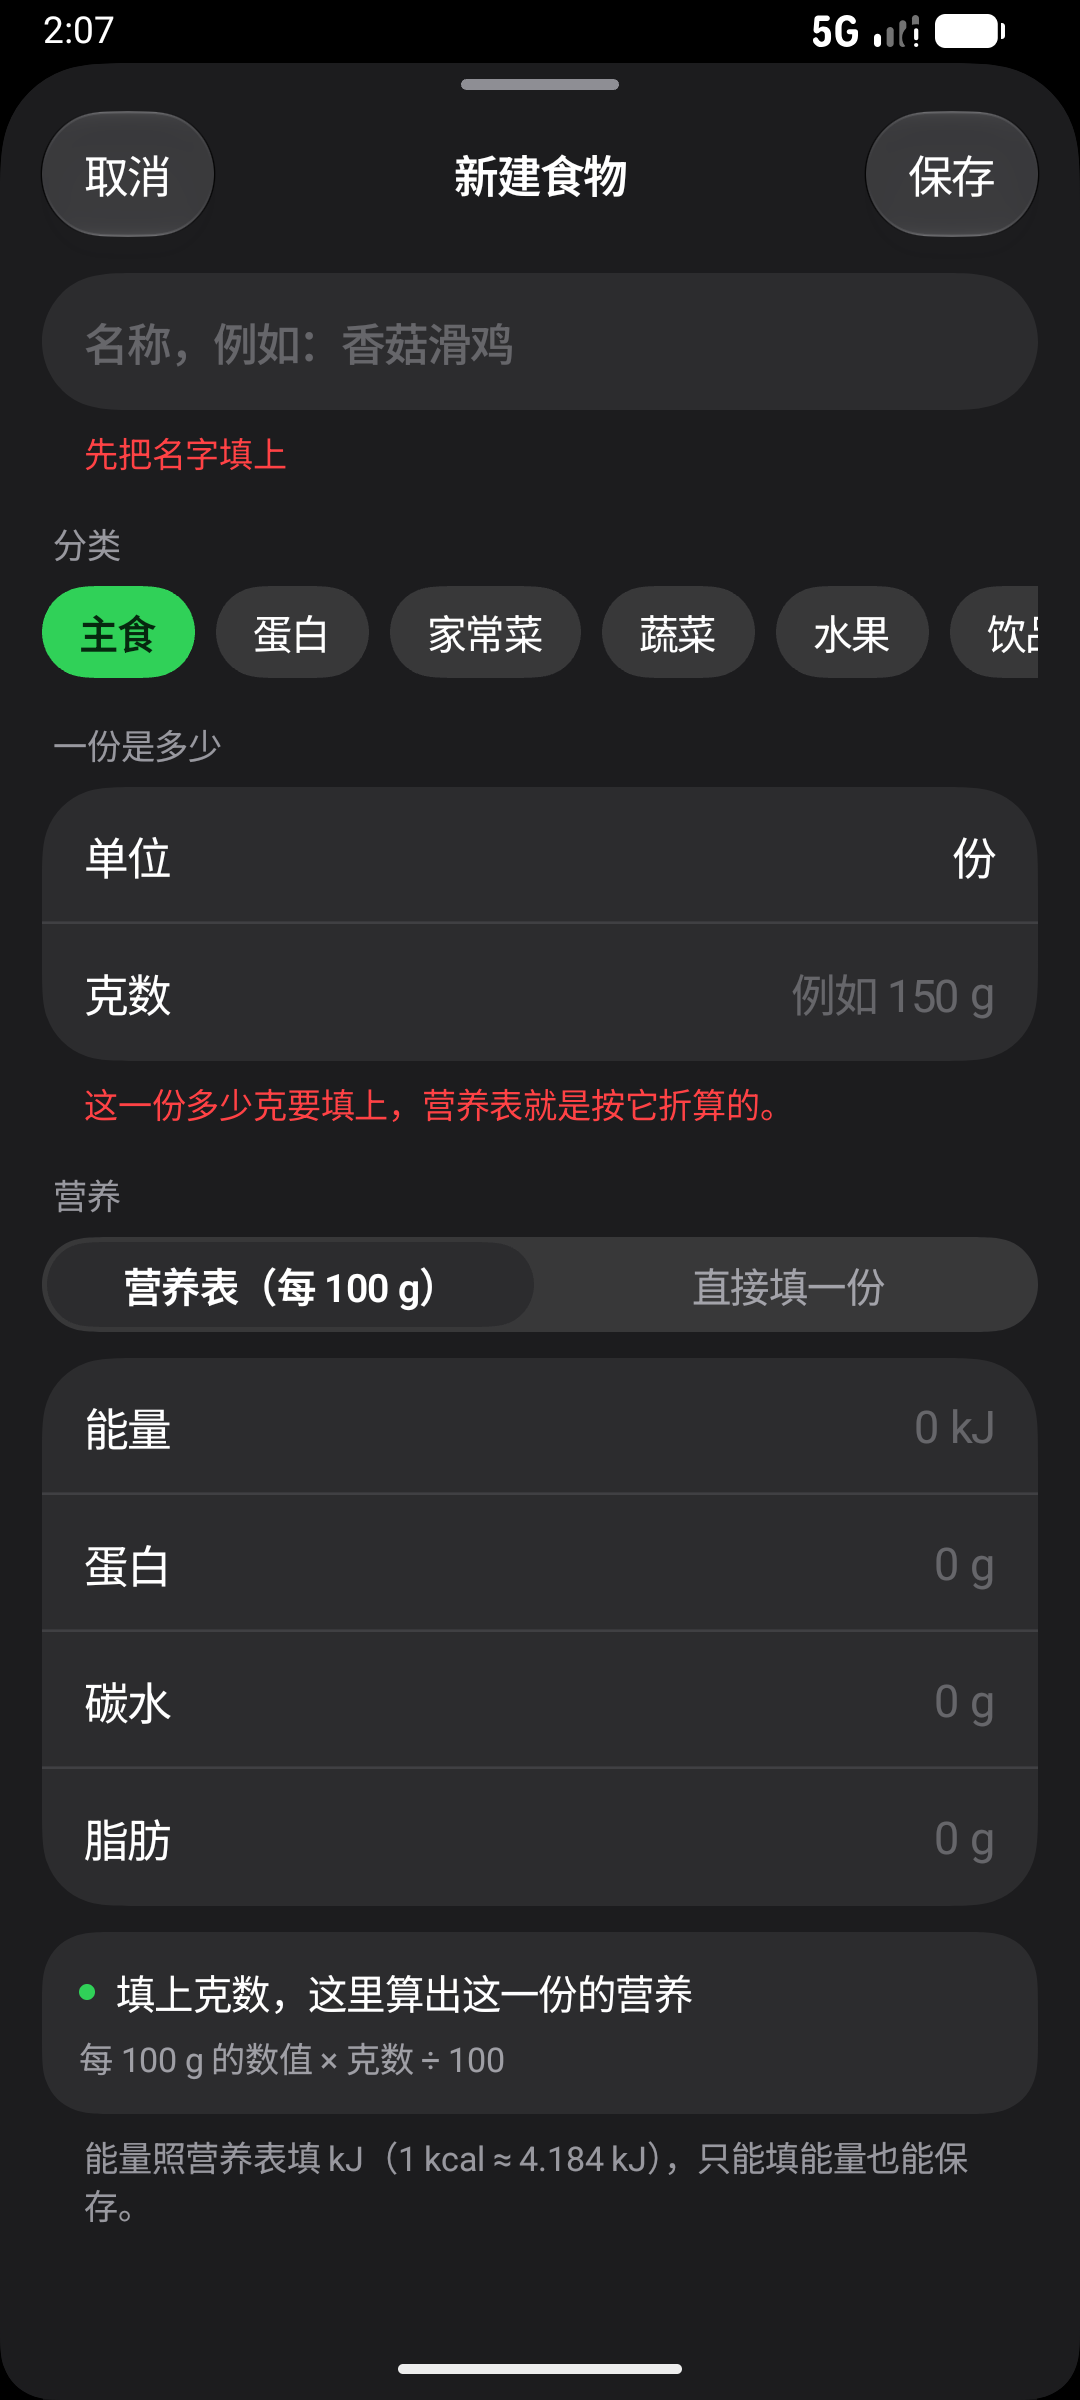 2:07
5G
取消
新建食物
保存
名称，例如：香菇滑鸡
先把名字填上
分类
主食
蛋白
家常菜
蔬菜
水果
饮
一份是多少
单位
份
克数
例如 150 g
这一份多少克要填上，营养表就是按它折算的。
营养
营养表（每 100 g）
直接填一份
能量
0 kJ
蛋白
0 g
碳水
0 g
脂肪
0 g
填上克数，这里算出这一份的营养
每 100 g 的数值 × 克数 ÷ 100
能量照营养表填 kJ（1 kcal ≈ 4.184 kJ），只能填能量也能保
存。